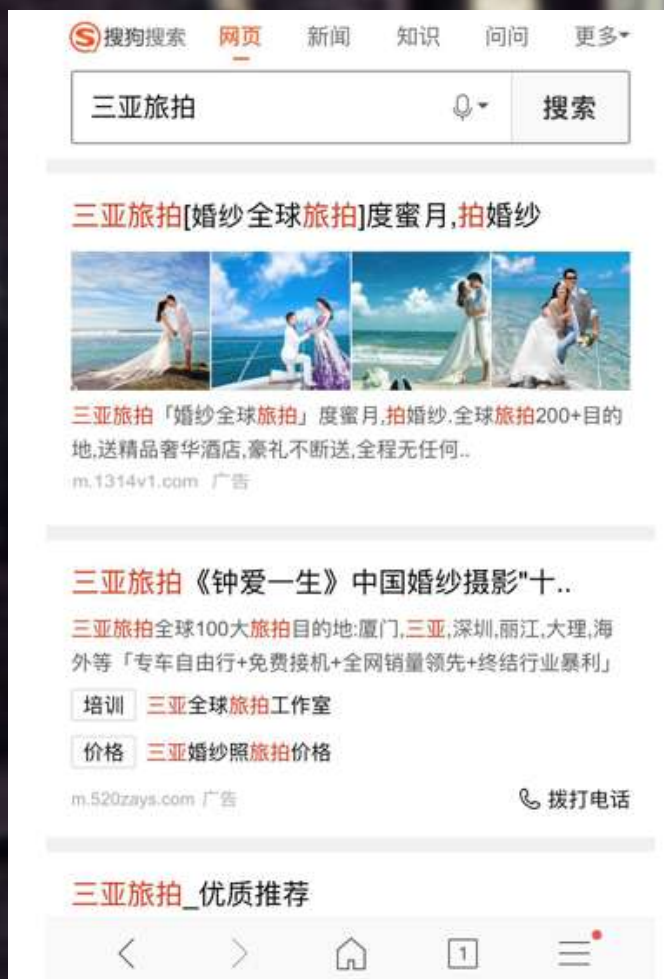 搜狗搜索 网页 新闻 知识 问问 更多
三亚旅拍 搜索
三亚旅拍[婚纱全球旅拍]度蜜月,拍婚纱
三亚旅拍「婚纱全球旅拍」度蜜月,拍婚纱.全球旅拍200+目的
地,送精品奢华酒店,豪礼不断送,全程无任何..
m.1314v1.com 广告
三亚旅拍《钟爱一生》中国婚纱摄影"十..
三亚旅拍全球100大旅拍目的地:厦门,三亚,深圳,丽江,大理,海
外等「专车自由行+免费接机+全网销量领先+终结行业暴利」
培训 三亚全球旅拍工作室
价格 三亚婚纱照旅拍价格
m.520zays.com 广告 拨打电话
三亚旅拍_优质推荐
1